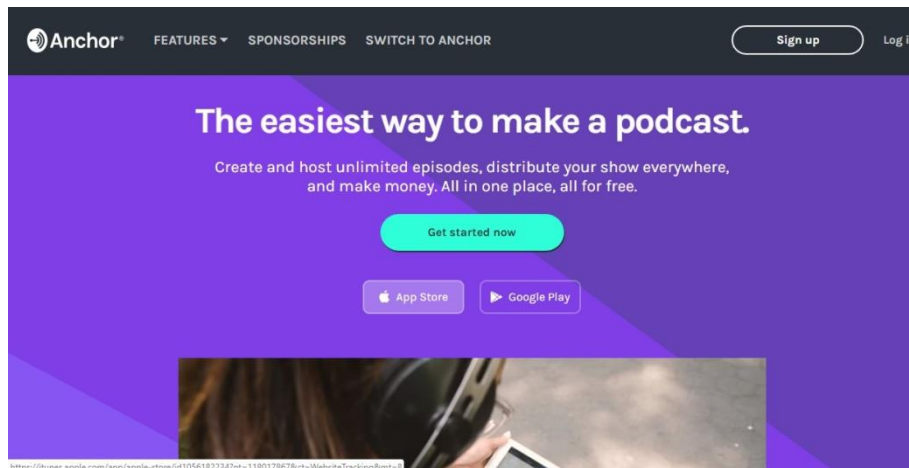 Anchor®
FEATURES
SPONSORSHIPS
SWITCH TO ANCHOR
Sign up
Log i
The easiest way to make a podcast.
Create and host unlimited episodes, distribute your show everywhere,
and make money. All in one place, all for free.
Get started now
App Store
Google Play